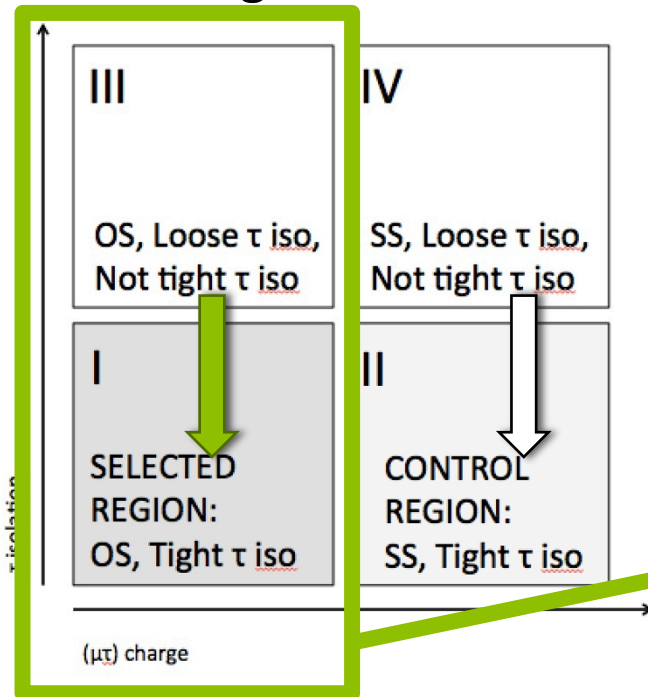 III
OS, Loose τ iso,
Not tight τ iso
IV
SS, Loose τ iso,
Not tight τ iso
I
SELECTED
REGION:
OS, Tight τ iso
II
CONTROL
REGION:
SS, Tight τ iso
τ isolation
(μτ) charge